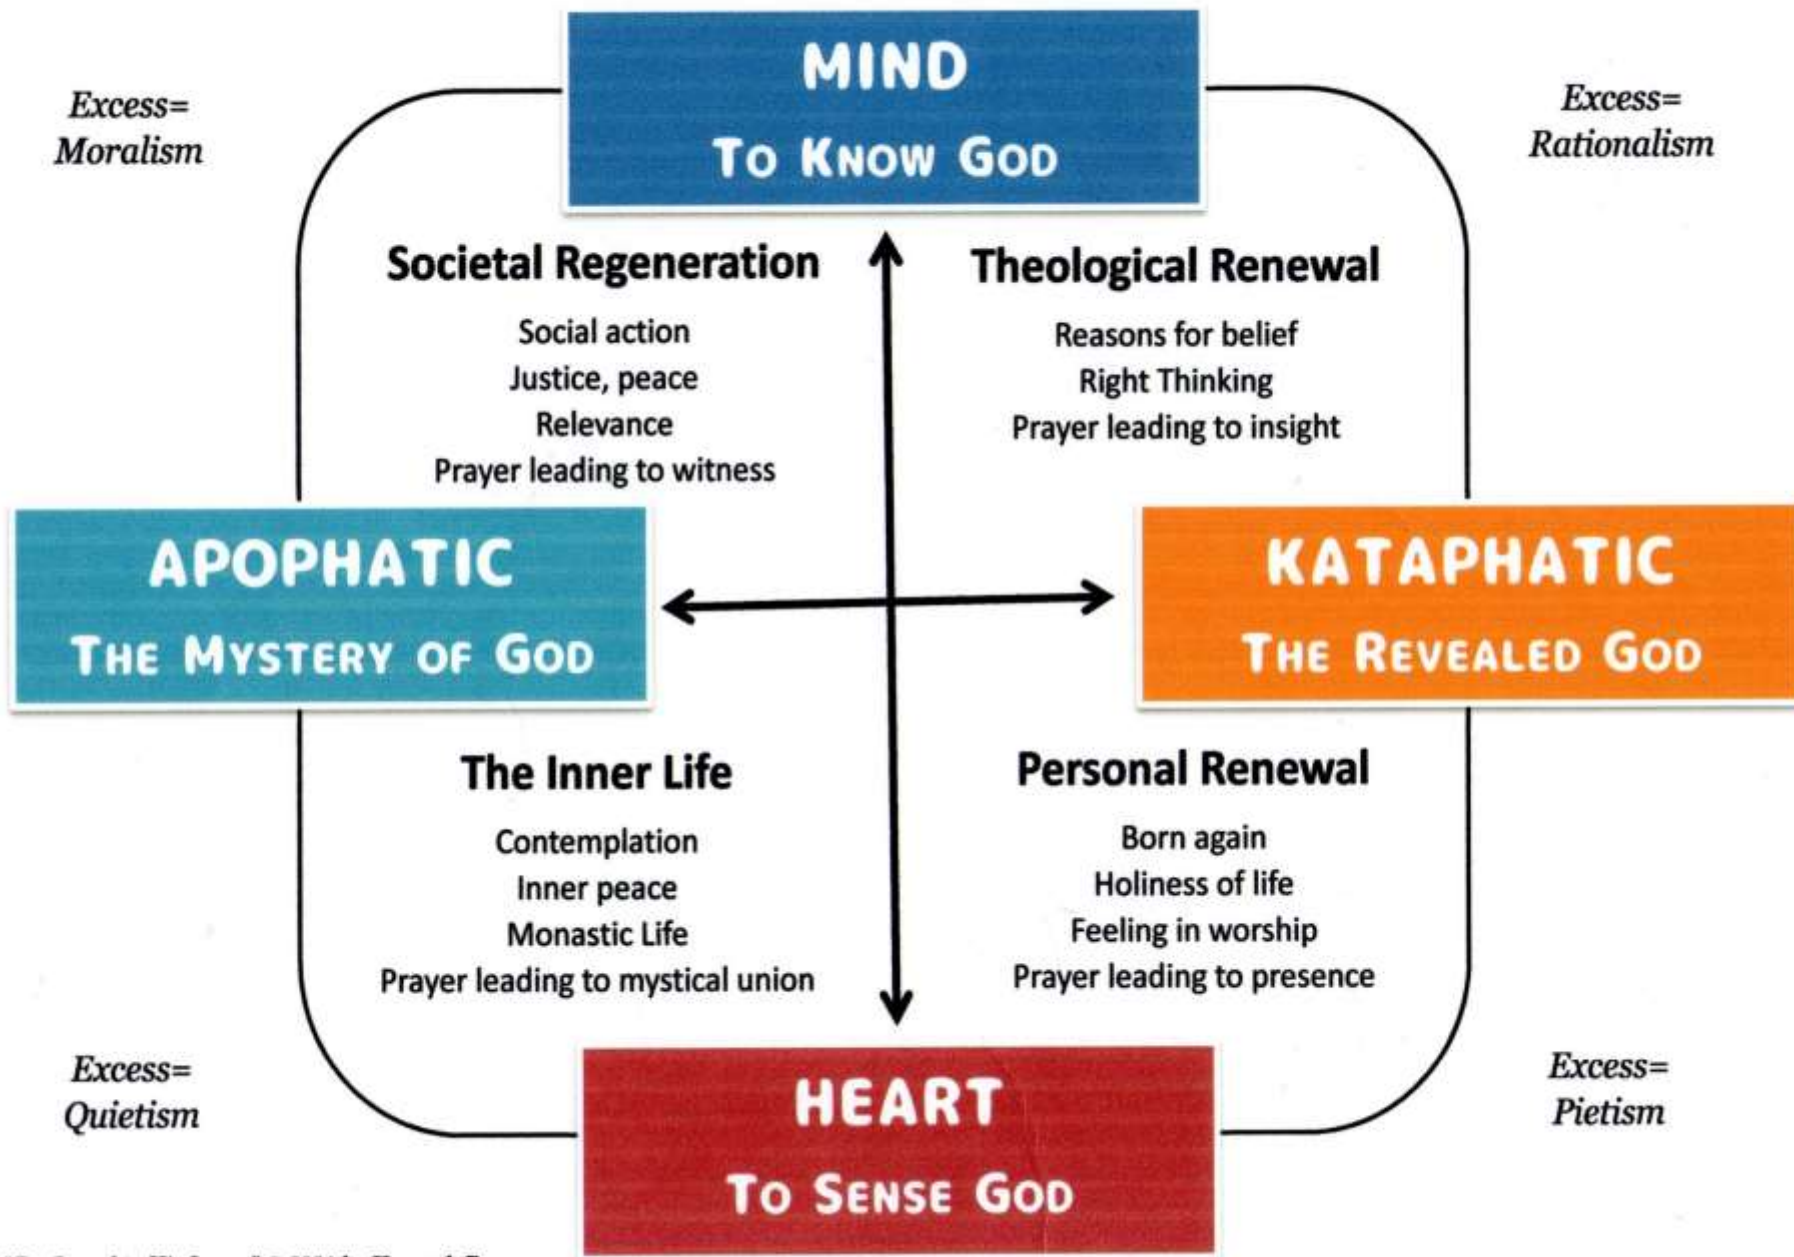 MIND
TO KNOW GOD
Excess=
Moralism
Excess=
Rationalism
Societal Regeneration
Social action
Justice, peace
Relevance
Prayer leading to witness
Theological Renewal
Reasons for belief
Right Thinking
Prayer leading to insight
APOPHATIC
THE MYSTERY OF GOD
KATAPHATIC
THE REVEALED GOD
The Inner Life
Contemplation
Inner peace
Monastic Life
Prayer leading to mystical union
Personal Renewal
Born again
Holiness of life
Feeling in worship
Prayer leading to presence
Excess=
Quietism
Excess=
Pietism
HEART
TO SENSE GOD